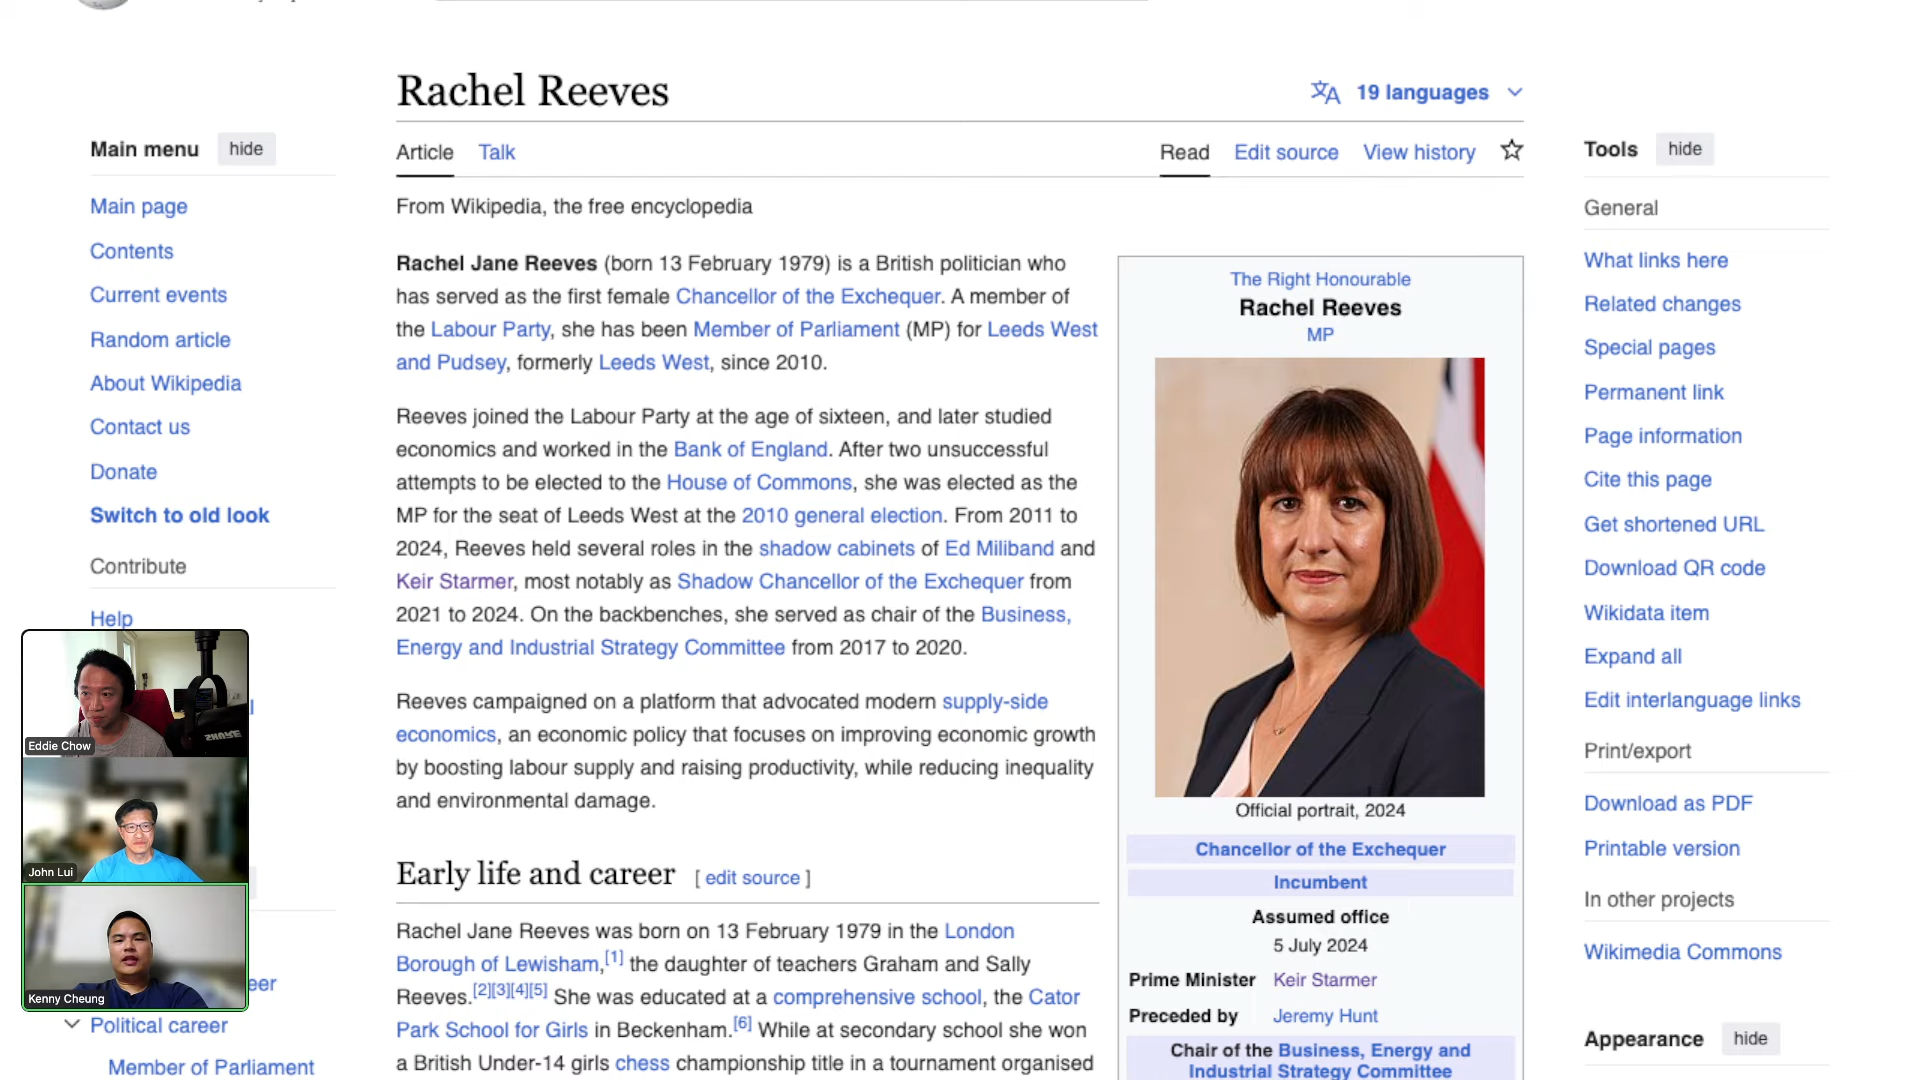 Rachel Reeves
19 languages
Main menu
hide
Article
Talk
Read
Edit source
View history
Tools
hide
Main page
Contents
Current events
Random article
About Wikipedia
Contact us
Donate
Switch to old look
Contribute
Help
From Wikipedia, the free encyclopedia
Rachel Jane Reeves (born 13 February 1979) is a British politician who
has served as the first female Chancellor of the Exchequer. A member of
the Labour Party, she has been Member of Parliament (MP) for Leeds West
and Pudsey, formerly Leeds West, since 2010.
Reeves joined the Labour Party at the age of sixteen, and later studied
economics and worked in the Bank of England. After two unsuccessful
attempts to be elected to the House of Commons, she was elected as the
MP for the seat of Leeds West at the 2010 general election. From 2011 to
2024, Reeves held several roles in the shadow cabinets of Ed Miliband and
Keir Starmer, most notably as Shadow Chancellor of the Exchequer from
2021 to 2024. On the backbenches, she served as chair of the Business,
Energy and Industrial Strategy Committee from 2017 to 2020.
Reeves campaigned on a platform that advocated modern supply-side
economics, an economic policy that focuses on improving economic growth
by boosting labour supply and raising productivity, while reducing inequality
and environmental damage.
Early life and career [ edit source ]
Rachel Jane Reeves was born on 13 February 1979 in the London
Borough of Lewisham,[1] the daughter of teachers Graham and Sally
Reeves.[2][3][4][5] She was educated at a comprehensive school, the Cator
Park School for Girls in Beckenham.[6] While at secondary school she won
a British Under-14 girls chess championship title in a tournament organised
The Right Honourable
Rachel Reeves
MP
Official portrait, 2024
Chancellor of the Exchequer
Incumbent
Assumed office
5 July 2024
Prime Minister Keir Starmer
Preceded by Jeremy Hunt
Chair of the Business, Energy and
Industrial Strategy Committee
General
What links here
Related changes
Special pages
Permanent link
Page information
Cite this page
Get shortened URL
Download QR code
Wikidata item
Expand all
Edit interlanguage links
Print/export
Download as PDF
Printable version
In other projects
Wikimedia Commons
Appearance
hide
SHURE
Eddie Chow
John Lui
Kenny Cheung
Political career
Member of Parliament